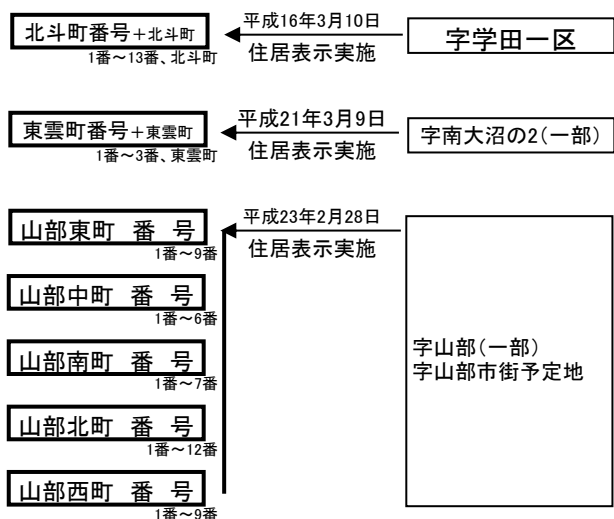 北斗町番号+北斗町
平成16年3月10日
住居表示実施
字学田一区
1番~13番、北斗町
東雲町番号+東雲町
平成21年3月9日
住居表示実施
字南大沼の2(一部)
1番~3番、東雲町
山部東町 番 号
平成23年2月28日
住居表示実施
1番~9番
山部中町 番 号
1番~6番
山部南町 番 号
1番~7番
字山部(一部)
字山部市街予定地
山部北町 番 号
1番~12番
山部西町 番 号
1番~9番